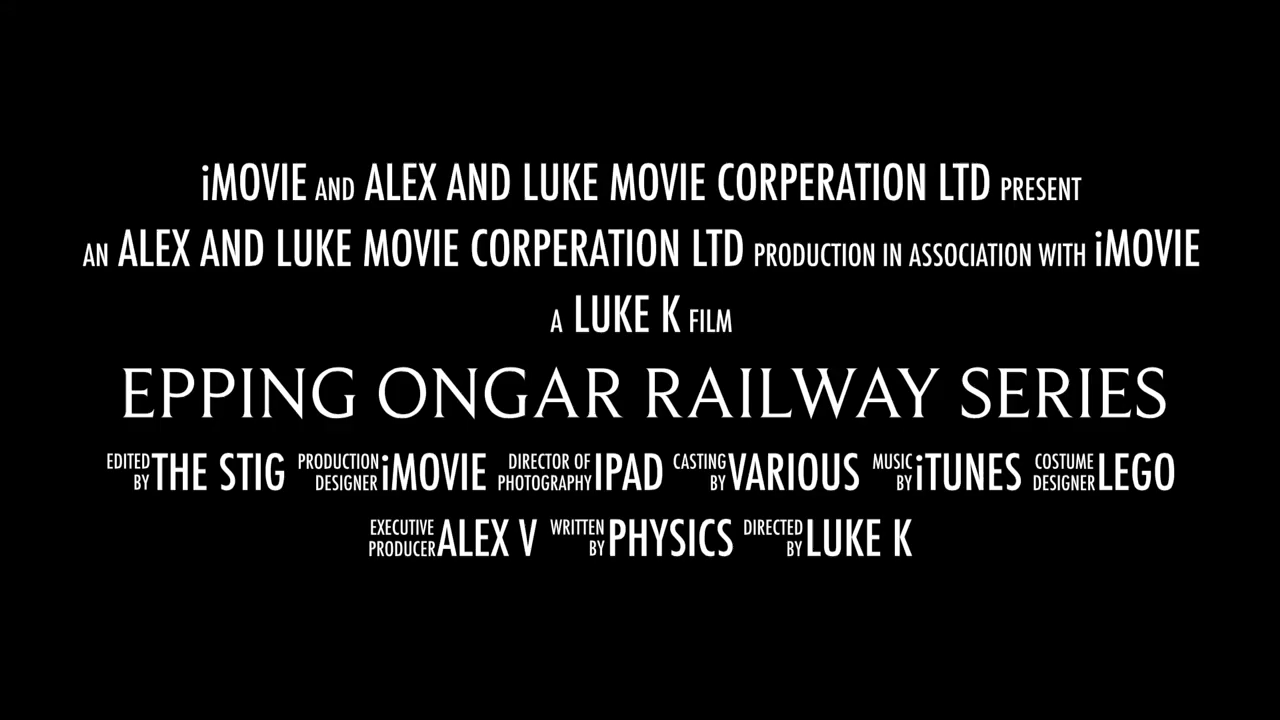 iMOVIE AND ALEX AND LUKE MOVIE CORPERATION LTD PRESENT
AN ALEX AND LUKE MOVIE CORPERATION LTD PRODUCTION IN ASSOCIATION WITH iMOVIE
A LUKE K FILM
EPPING ONGAR RAILWAY SERIES
EDITED BY THE STIG PRODUCTION DESIGNER iMOVIE DIRECTOR OF PHOTOGRAPHY IPAD CASTING BY VARIOUS MUSIC BY iTUNES COSTUME DESIGNER LEGO
EXECUTIVE PRODUCER ALEX V WRITTEN BY PHYSICS DIRECTED BY LUKE K